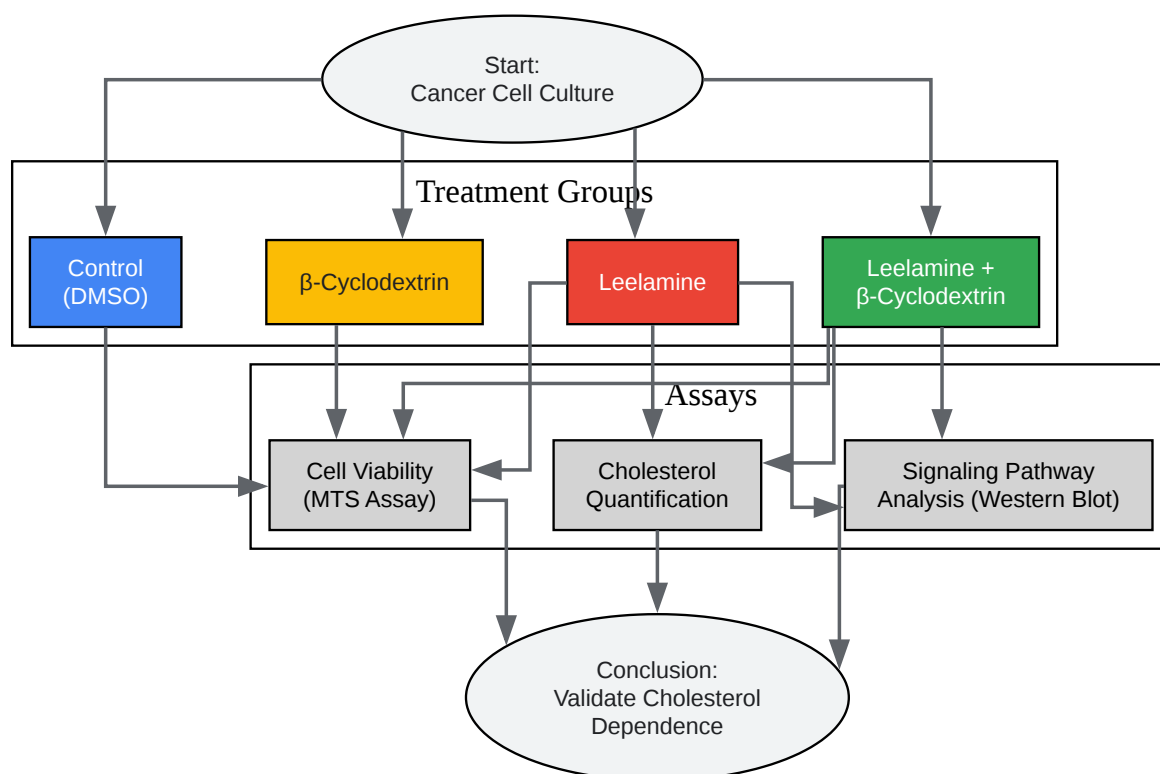 Start:
Cancer Cell Culture
Treatment Groups
Control
(DMSO)
β-Cyclodextrin
Leelamine
Leelamine +
β-Cyclodextrin
Assays
Cell Viability
(MTS Assay)
Cholesterol
Quantification
Signaling Pathway
Analysis (Western Blot)
Conclusion:
Validate Cholesterol
Dependence